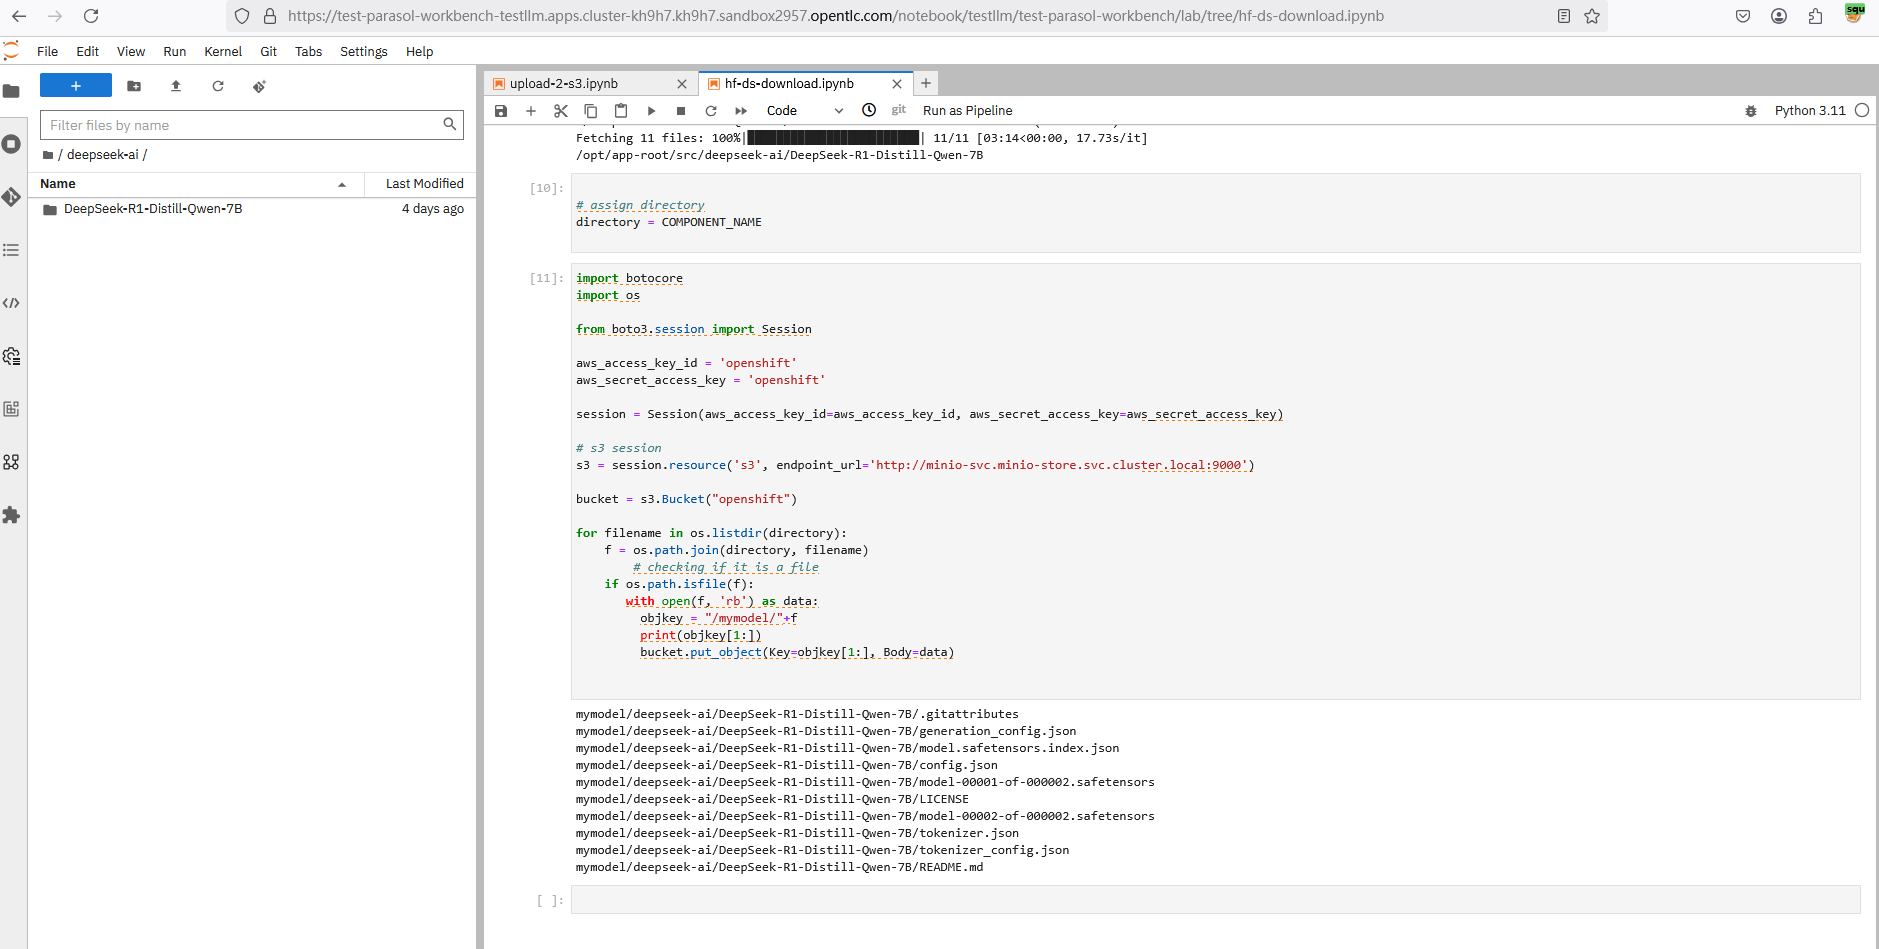 https://test-parasol-workbench-testllm.apps.cluster-kh9h7.kh9h7.sandbox2957.opentlc.com/notebook/testllm/test-parasol-workbench/lab/tree/hf-ds-download.ipynb
squ
File Edit View Run Kernel Git Tabs Settings Help
upload-2-s3.ipynb
hf-ds-download.ipynb
Code
git
Run as Pipeline
Python 3.11
Filter files by name
/ deepseek-ai /
Name Last Modified
DeepSeek-R1-Distill-Qwen-7B 4 days ago
Fetching 11 files: 100%|██████████| 11/11 [03:14<00:00, 17.73s/it]
/opt/app-root/src/deepseek-ai/DeepSeek-R1-Distill-Qwen-7B
[10]:
# assign directory
directory = COMPONENT_NAME
[11]:
import botocore
import os
from boto3.session import Session
aws_access_key_id = 'openshift'
aws_secret_access_key = 'openshift'
session = Session(aws_access_key_id=aws_access_key_id, aws_secret_access_key=aws_secret_access_key)
# s3 session
s3 = session.resource('s3', endpoint_url='http://minio-svc.minio-store.svc.cluster.local:9000')
bucket = s3.Bucket("openshift")
for filename in os.listdir(directory):
    f = os.path.join(directory, filename)
        # checking if it is a file
    if os.path.isfile(f):
       with open(f, 'rb') as data:
         objkey = "/mymodel/"+f
         print(objkey[1:])
         bucket.put_object(Key=objkey[1:], Body=data)
mymodel/deepseek-ai/DeepSeek-R1-Distill-Qwen-7B/.gitattributes
mymodel/deepseek-ai/DeepSeek-R1-Distill-Qwen-7B/generation_config.json
mymodel/deepseek-ai/DeepSeek-R1-Distill-Qwen-7B/model.safetensors.index.json
mymodel/deepseek-ai/DeepSeek-R1-Distill-Qwen-7B/config.json
mymodel/deepseek-ai/DeepSeek-R1-Distill-Qwen-7B/model-00001-of-000002.safetensors
mymodel/deepseek-ai/DeepSeek-R1-Distill-Qwen-7B/LICENSE
mymodel/deepseek-ai/DeepSeek-R1-Distill-Qwen-7B/model-00002-of-000002.safetensors
mymodel/deepseek-ai/DeepSeek-R1-Distill-Qwen-7B/tokenizer.json
mymodel/deepseek-ai/DeepSeek-R1-Distill-Qwen-7B/tokenizer_config.json
mymodel/deepseek-ai/DeepSeek-R1-Distill-Qwen-7B/README.md
[ ]: